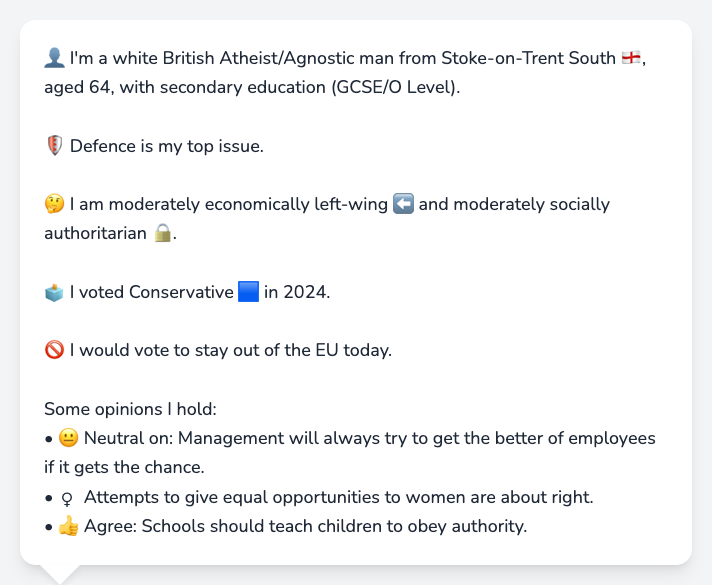 👤 I'm a white British Atheist/Agnostic man from Stoke-on-Trent South 🏴󠁧󠁢󠁥󠁮󠁧󠁿,
aged 64, with secondary education (GCSE/O Level).
🛡️ Defence is my top issue.
🤔 I am moderately economically left-wing ⬅️ and moderately socially
authoritarian 🔒.
🗳️ I voted Conservative 🟦 in 2024.
🚫 I would vote to stay out of the EU today.
Some opinions I hold:
• 😐 Neutral on: Management will always try to get the better of employees
if it gets the chance.
• ♀ Attempts to give equal opportunities to women are about right.
• 👍 Agree: Schools should teach children to obey authority.